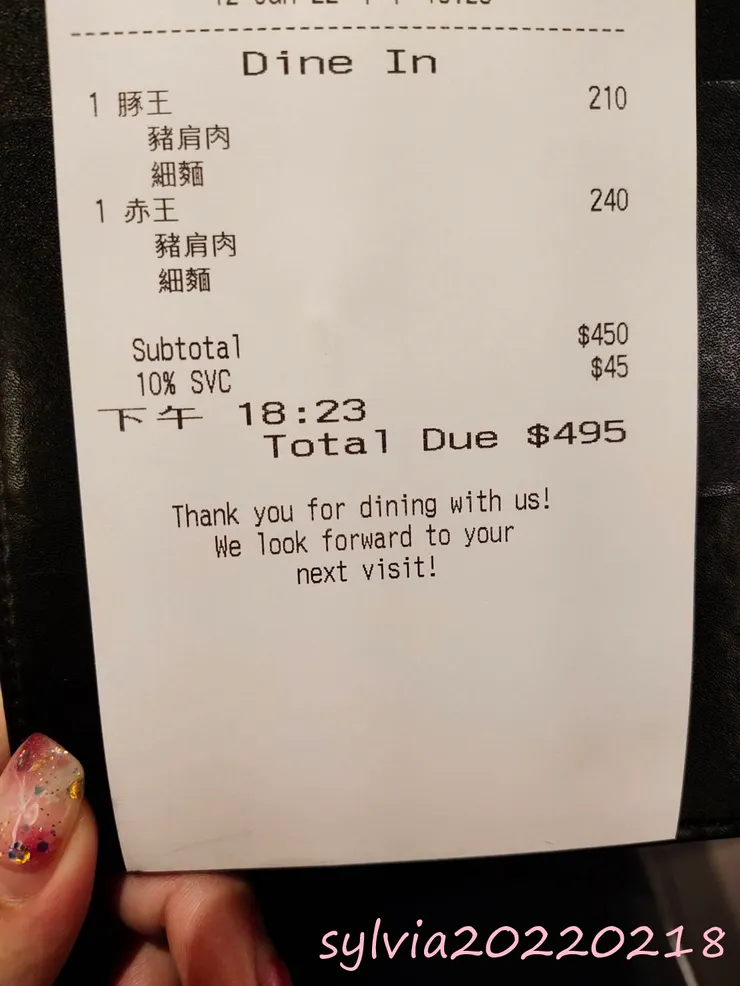 Dine In
1 豚王 210
豬肩肉
細麵
1 赤王 240
豬肩肉
細麵
Subtotal $450
10% SVC $45
下午 18:23
Total Due $495
Thank you for dining with us!
We look forward to your
next visit!
sylvia20220218